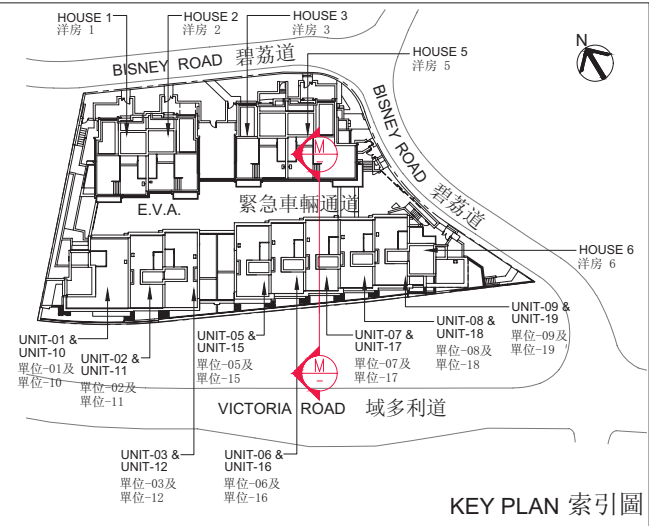 HOUSE 1
洋房 1
HOUSE 2
洋房 2
HOUSE 3
洋房 3
HOUSE 5
洋房 5
N
BISNEY ROAD 碧荔道
BISNEY ROAD 碧荔道
M
E.V.A.
緊急車輛通道
HOUSE 6
洋房 6
UNIT-01 &
UNIT-10
單位-01及
單位-10
UNIT-02 &
UNIT-11
單位-02及
單位-11
UNIT-05 &
UNIT-15
單位-05及
單位-15
UNIT-07 &
UNIT-17
單位-07及
單位-17
UNIT-08 &
UNIT-18
單位-08及
單位-18
UNIT-09 &
UNIT-19
單位-09及
單位-19
M
-
VICTORIA ROAD 域多利道
UNIT-03 &
UNIT-12
單位-03及
單位-12
UNIT-06 &
UNIT-16
單位-06及
單位-16
KEY PLAN 索引圖